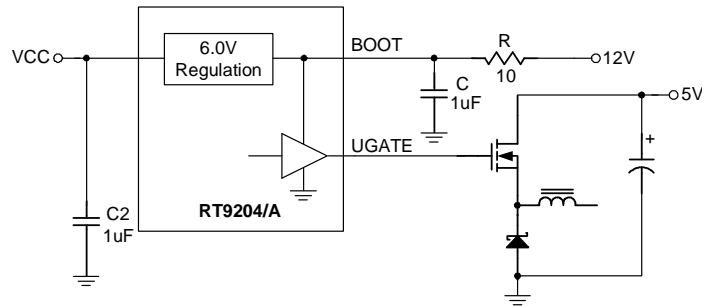 VCC
6.0V
Regulation
BOOT
R
10
12V
C
1uF
5V
+
UGATE
C2
1uF
RT9204/A